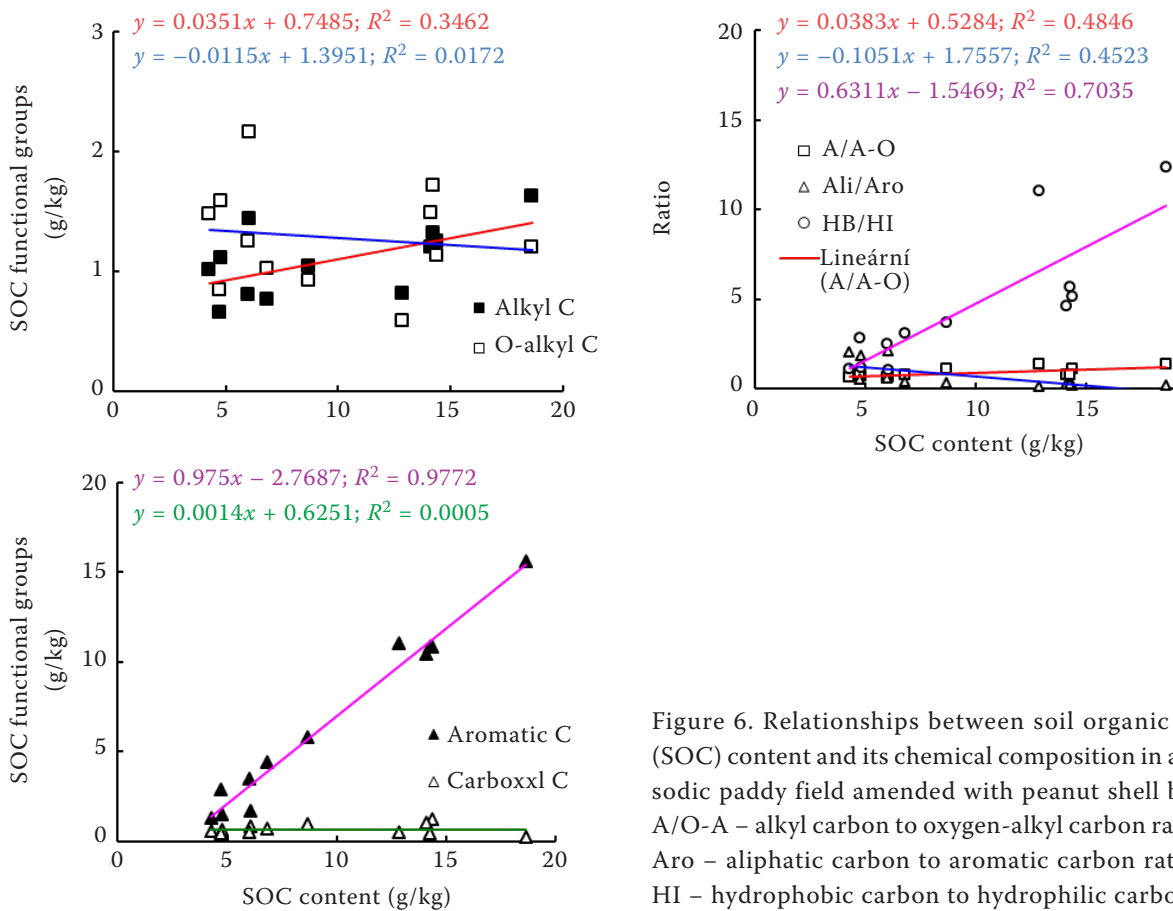 y = 0.0351x + 0.7485; R² = 0.3462
y = −0.0115x + 1.3951; R² = 0.0172
SOC functional groups
(g/kg)
3
2
1
0
0
5
10
15
20
Alkyl C
O-alkyl C
y = 0.0383x + 0.5284; R² = 0.4846
y = −0.1051x + 1.7557; R² = 0.4523
y = 0.6311x − 1.5469; R² = 0.7035
Ratio
20
15
10
5
0
A/A-O
Ali/Aro
HB/HI
Lineární
(A/A-O)
0
5
10
15
SOC content (g/kg)
y = 0.975x − 2.7687; R² = 0.9772
y = 0.0014x + 0.6251; R² = 0.0005
SOC functional groups
(g/kg)
20
15
10
5
0
Aromatic C
Carboxxl C
0
5
10
15
20
SOC content (g/kg)
Figure 6. Relationships between soil organic
(SOC) content and its chemical composition in a
sodic paddy field amended with peanut shell b
A/O-A – alkyl carbon to oxygen-alkyl carbon ra
Aro – aliphatic carbon to aromatic carbon rat
HI – hydrophobic carbon to hydrophilic carbo